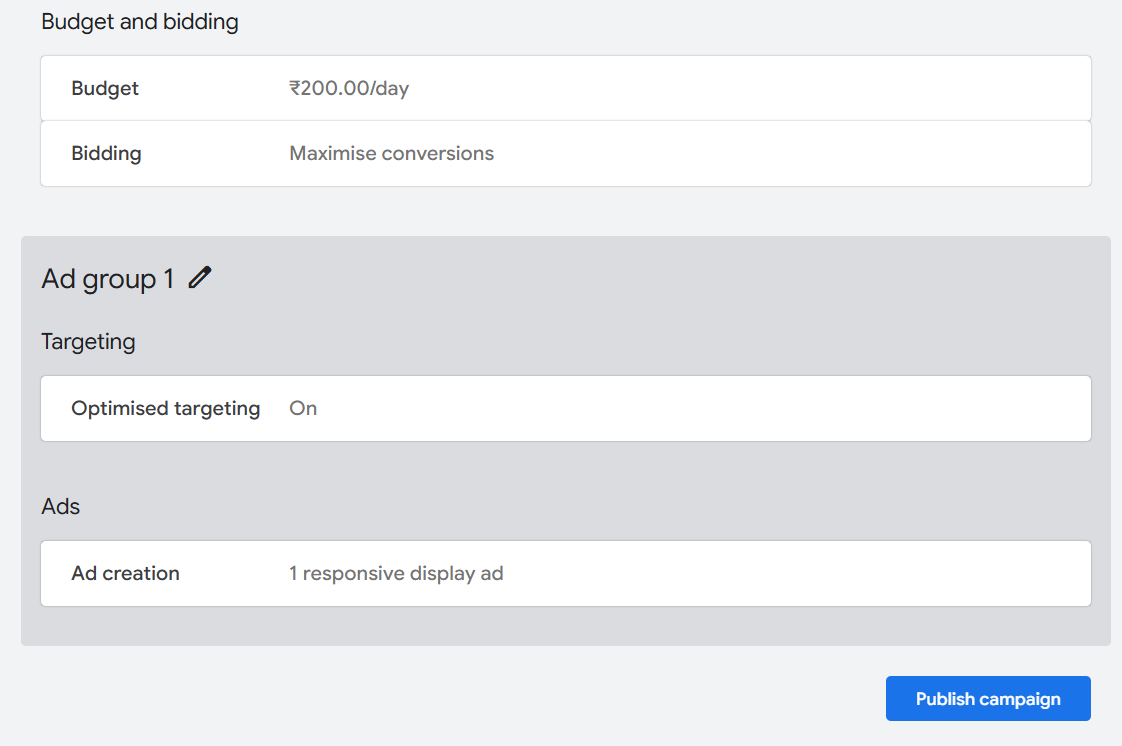 Budget and bidding
Budget ₹200.00/day
Bidding Maximise conversions
Ad group 1
Targeting
Optimised targeting On
Ads
Ad creation 1 responsive display ad
Publish campaign